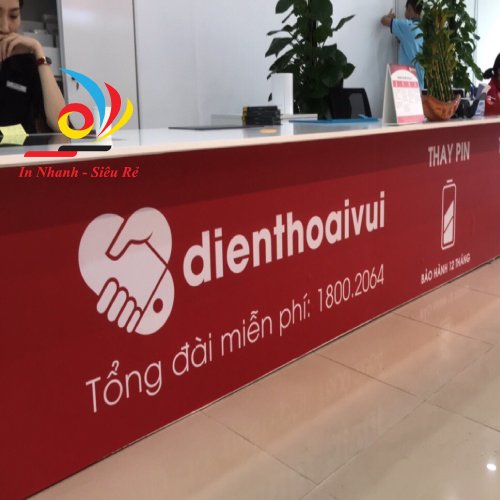 In Nhanh - Siêu Rẻ
dienthoaivui
Tổng đài miễn phí: 1800.2064
THAY PIN
BẢO HÀNH 12 THÁNG